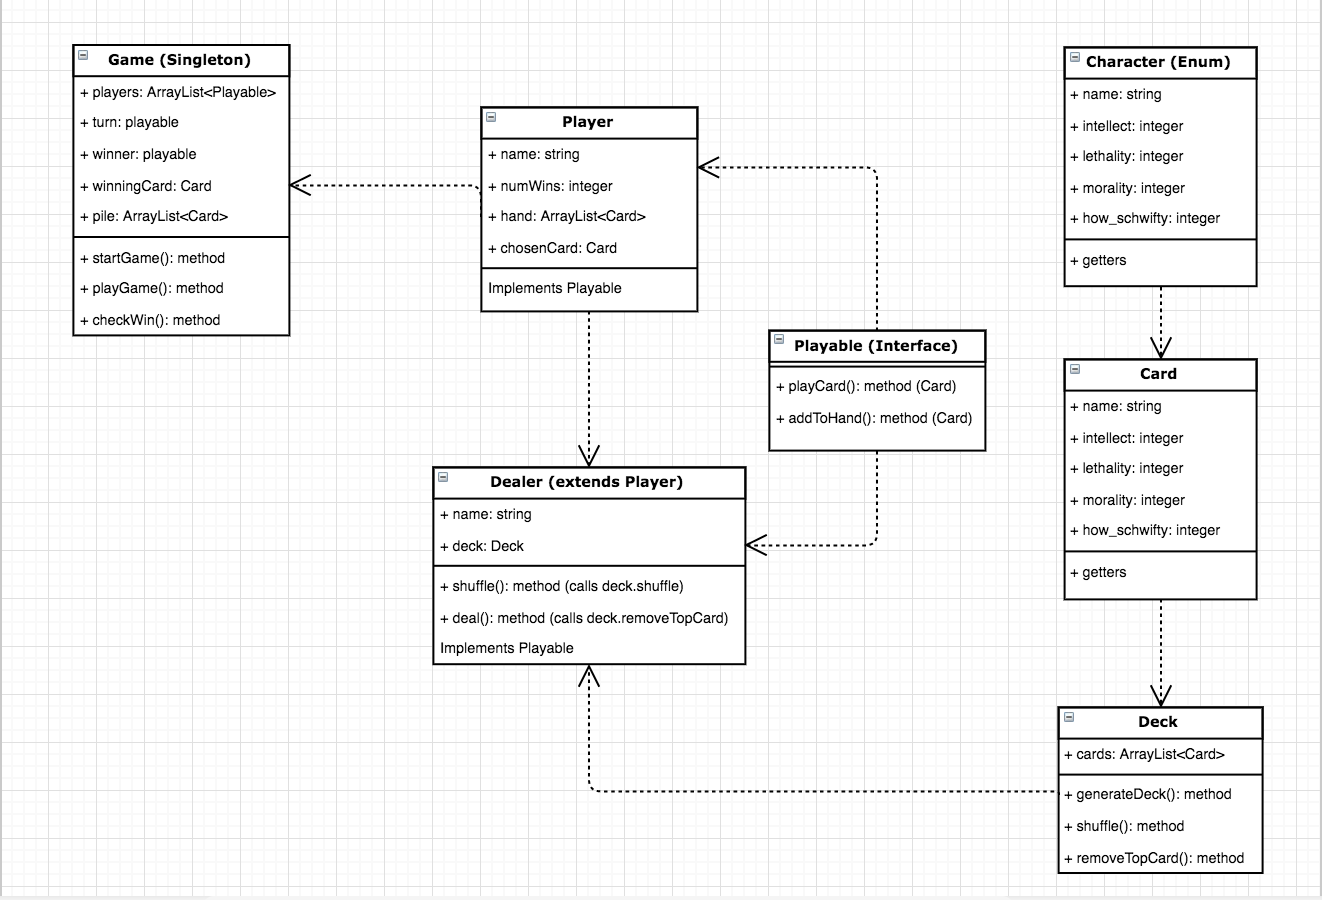 Game (Singleton)
+ players: ArrayList<Playable>
+ turn: playable
+ winner: playable
+ winningCard: Card
+ pile: ArrayList<Card>
+ startGame(): method
+ playGame(): method
+ checkWin(): method
Player
+ name: string
+ numWins: integer
+ hand: ArrayList<Card>
+ chosenCard: Card
Implements Playable
Playable (Interface)
+ playCard(): method (Card)
+ addToHand(): method (Card)
Dealer (extends Player)
+ name: string
+ deck: Deck
+ shuffle(): method (calls deck.shuffle)
+ deal(): method (calls deck.removeTopCard)
Implements Playable
Character (Enum)
+ name: string
+ intellect: integer
+ lethality: integer
+ morality: integer
+ how_schwifty: integer
+ getters
Card
+ name: string
+ intellect: integer
+ lethality: integer
+ morality: integer
+ how_schwifty: integer
+ getters
Deck
+ cards: ArrayList<Card>
+ generateDeck(): method
+ shuffle(): method
+ removeTopCard(): method